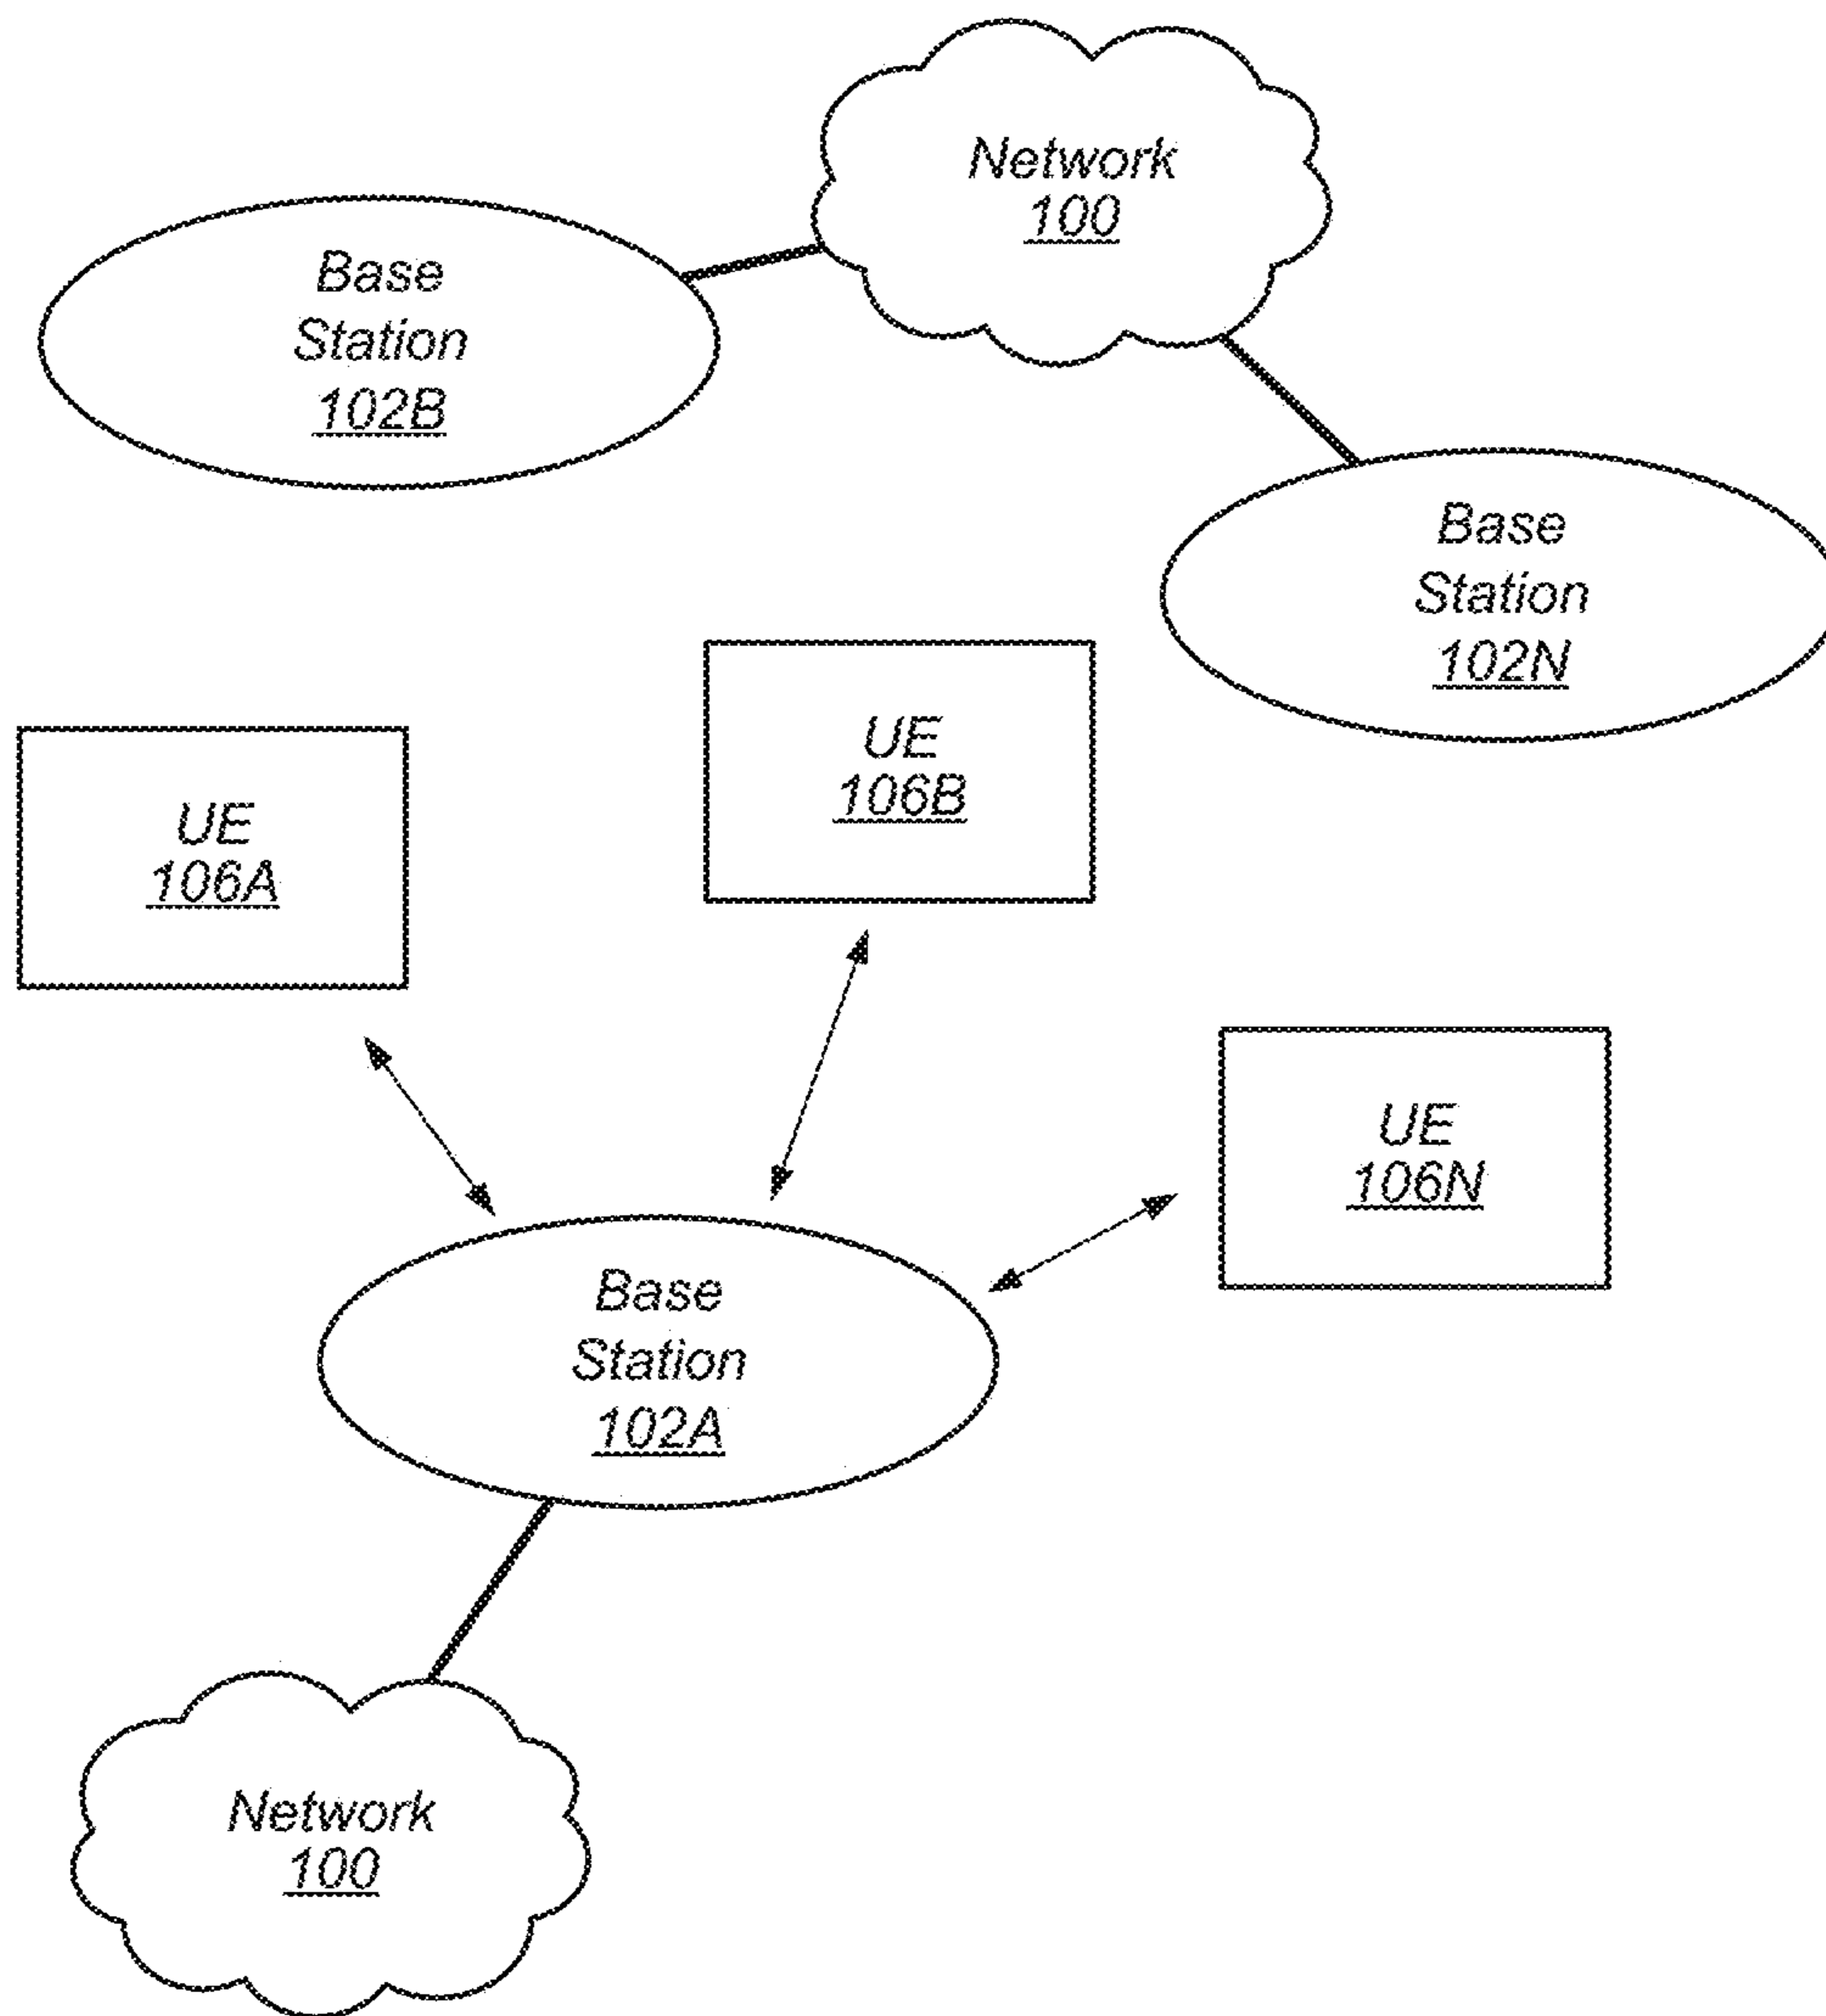 Network
100
Base
Station
102B
Base
Station
102N
UE
106B
UE
106A
UE
106N
Base
Station
102A
Network
100